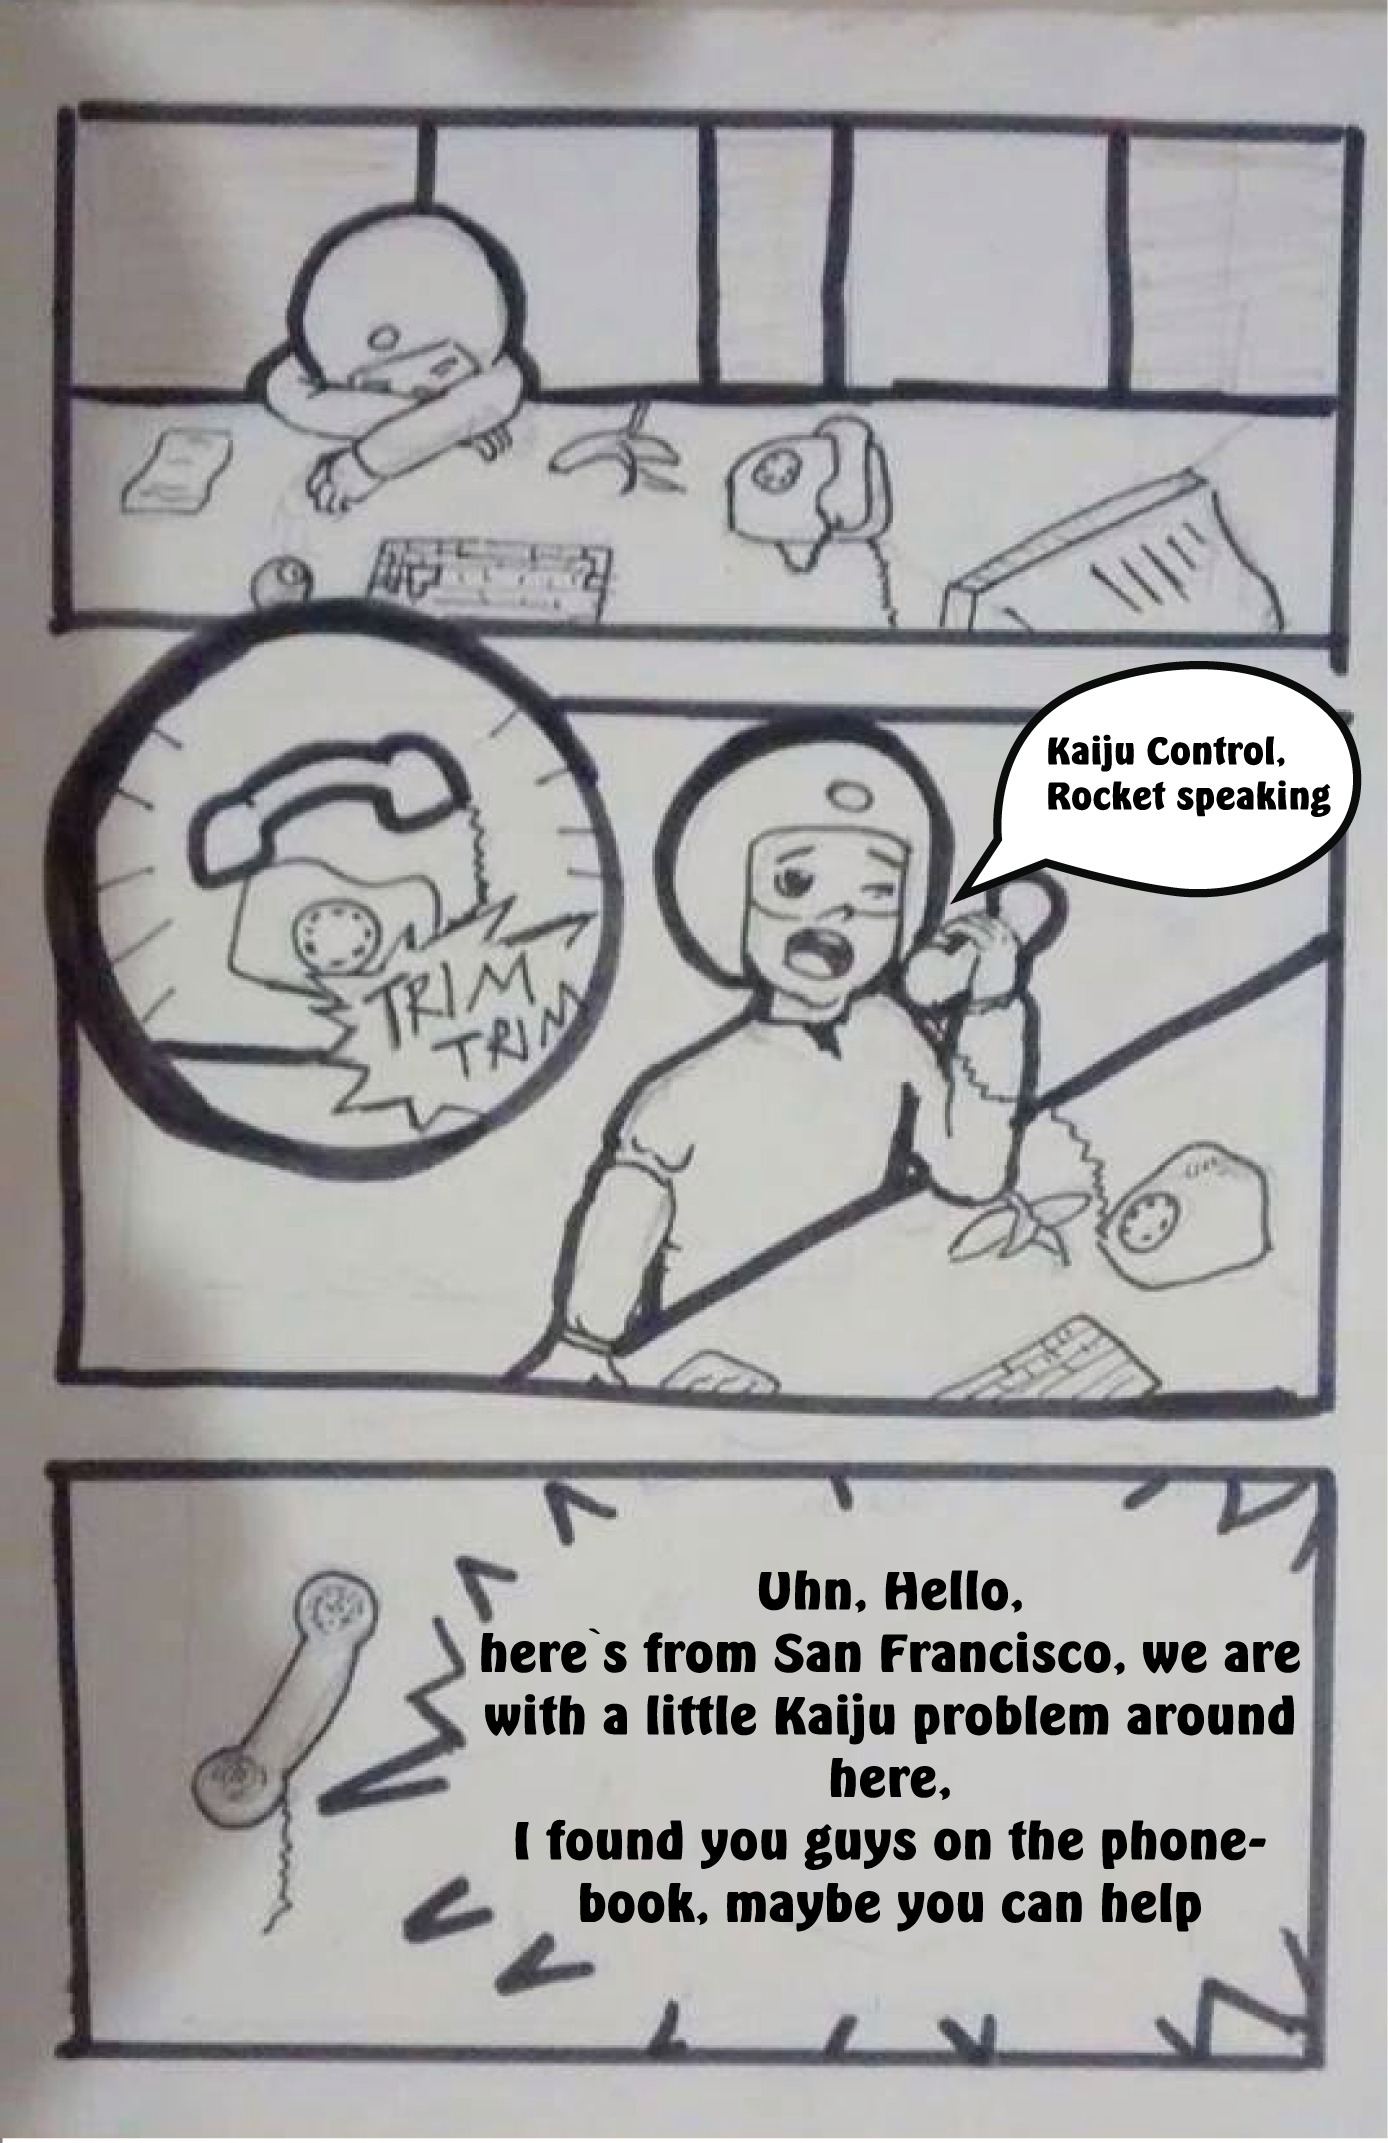 TRIM
TRIM
Kaiju Control,
Rocket speaking
Uhn, Hello,
here`s from San Francisco, we are
with a little Kaiju problem around
here,
I found you guys on the phone-
book, maybe you can help